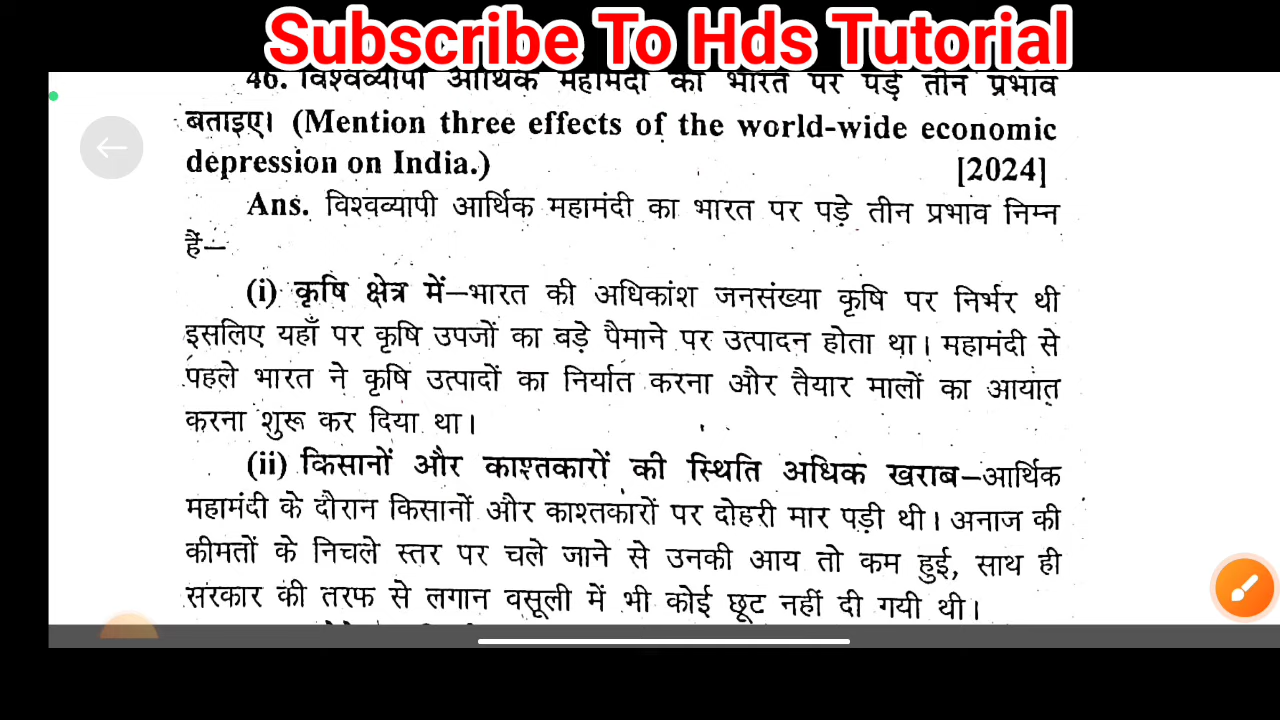 Subscribe To Hds Tutorial
46. विश्वव्यापी आर्थिक महामंदी का भारत पर पड़े तीन प्रभाव
बताइए। (Mention three effects of the world-wide economic
depression on India.) [2024]
Ans. विश्वव्यापी आर्थिक महामंदी का भारत पर पड़े तीन प्रभाव निम्न
हैं—
(i) कृषि क्षेत्र में—भारत की अधिकांश जनसंख्या कृषि पर निर्भर थी
इसलिए यहाँ पर कृषि उपजों का बड़े पैमाने पर उत्पादन होता था। महामंदी से
पहले भारत ने कृषि उत्पादों का निर्यात करना और तैयार मालों का आयात
करना शुरू कर दिया था।
(ii) किसानों और काश्तकारों की स्थिति अधिक खराब—आर्थिक
महामंदी के दौरान किसानों और काश्तकारों पर दोहरी मार पड़ी थी। अनाज की
कीमतों के निचले स्तर पर चले जाने से उनकी आय तो कम हुई, साथ ही
सरकार की तरफ से लगान वसूली में भी कोई छूट नहीं दी गयी थी।